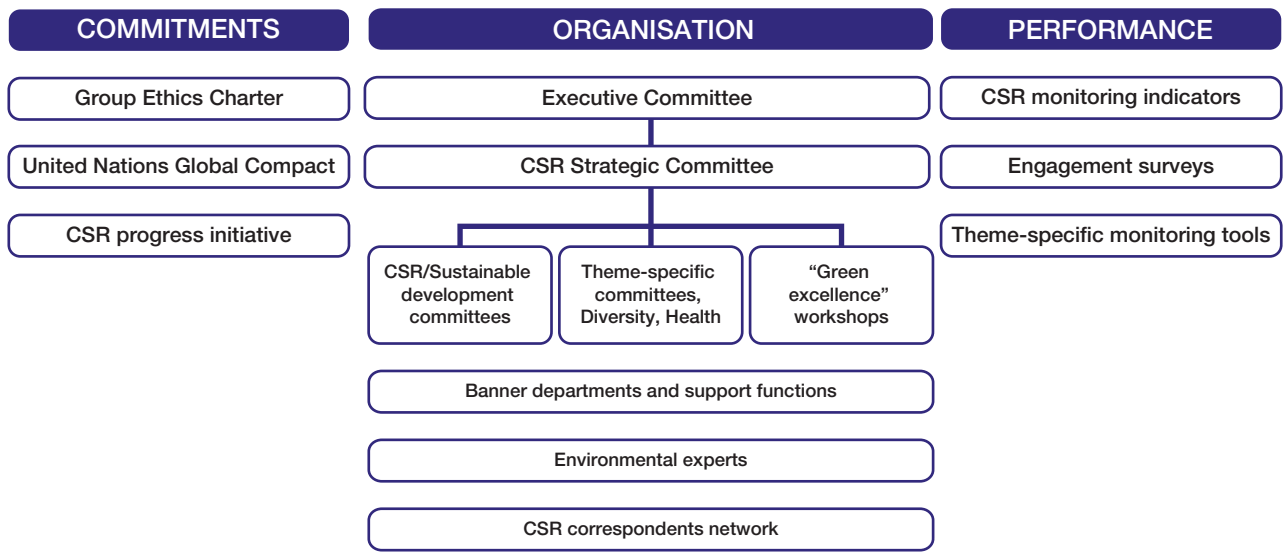 COMMITMENTS
Group Ethics Charter
United Nations Global Compact
CSR progress initiative
ORGANISATION
Executive Committee
CSR Strategic Committee
CSR/Sustainable
development
committees
Theme-specific
committees,
Diversity, Health
“Green
excellence”
workshops
Banner departments and support functions
Environmental experts
CSR correspondents network
PERFORMANCE
CSR monitoring indicators
Engagement surveys
Theme-specific monitoring tools